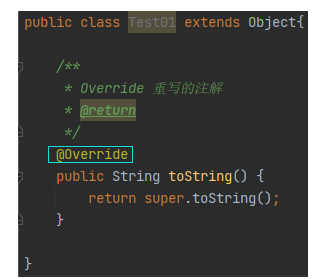 public class Test01 extends Object{
/**
* Override 重写的注解
* @return
*/
@Override
public String toString() {
return super.toString();
}
}